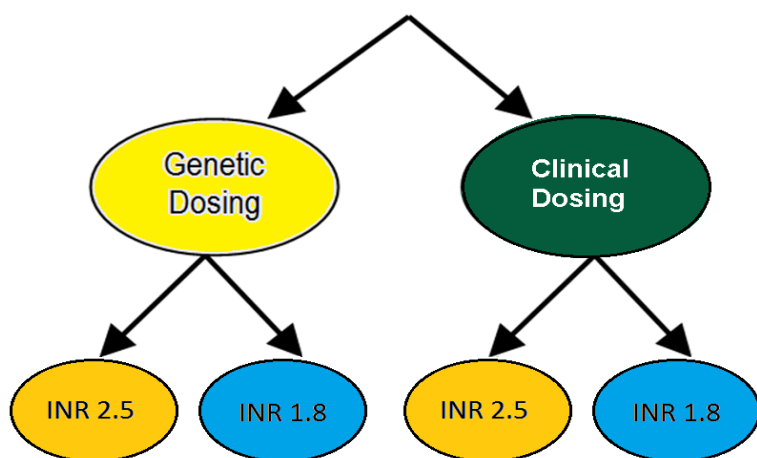 Genetic
Dosing
Clinical
Dosing
INR 2.5
INR 1.8
INR 2.5
INR 1.8